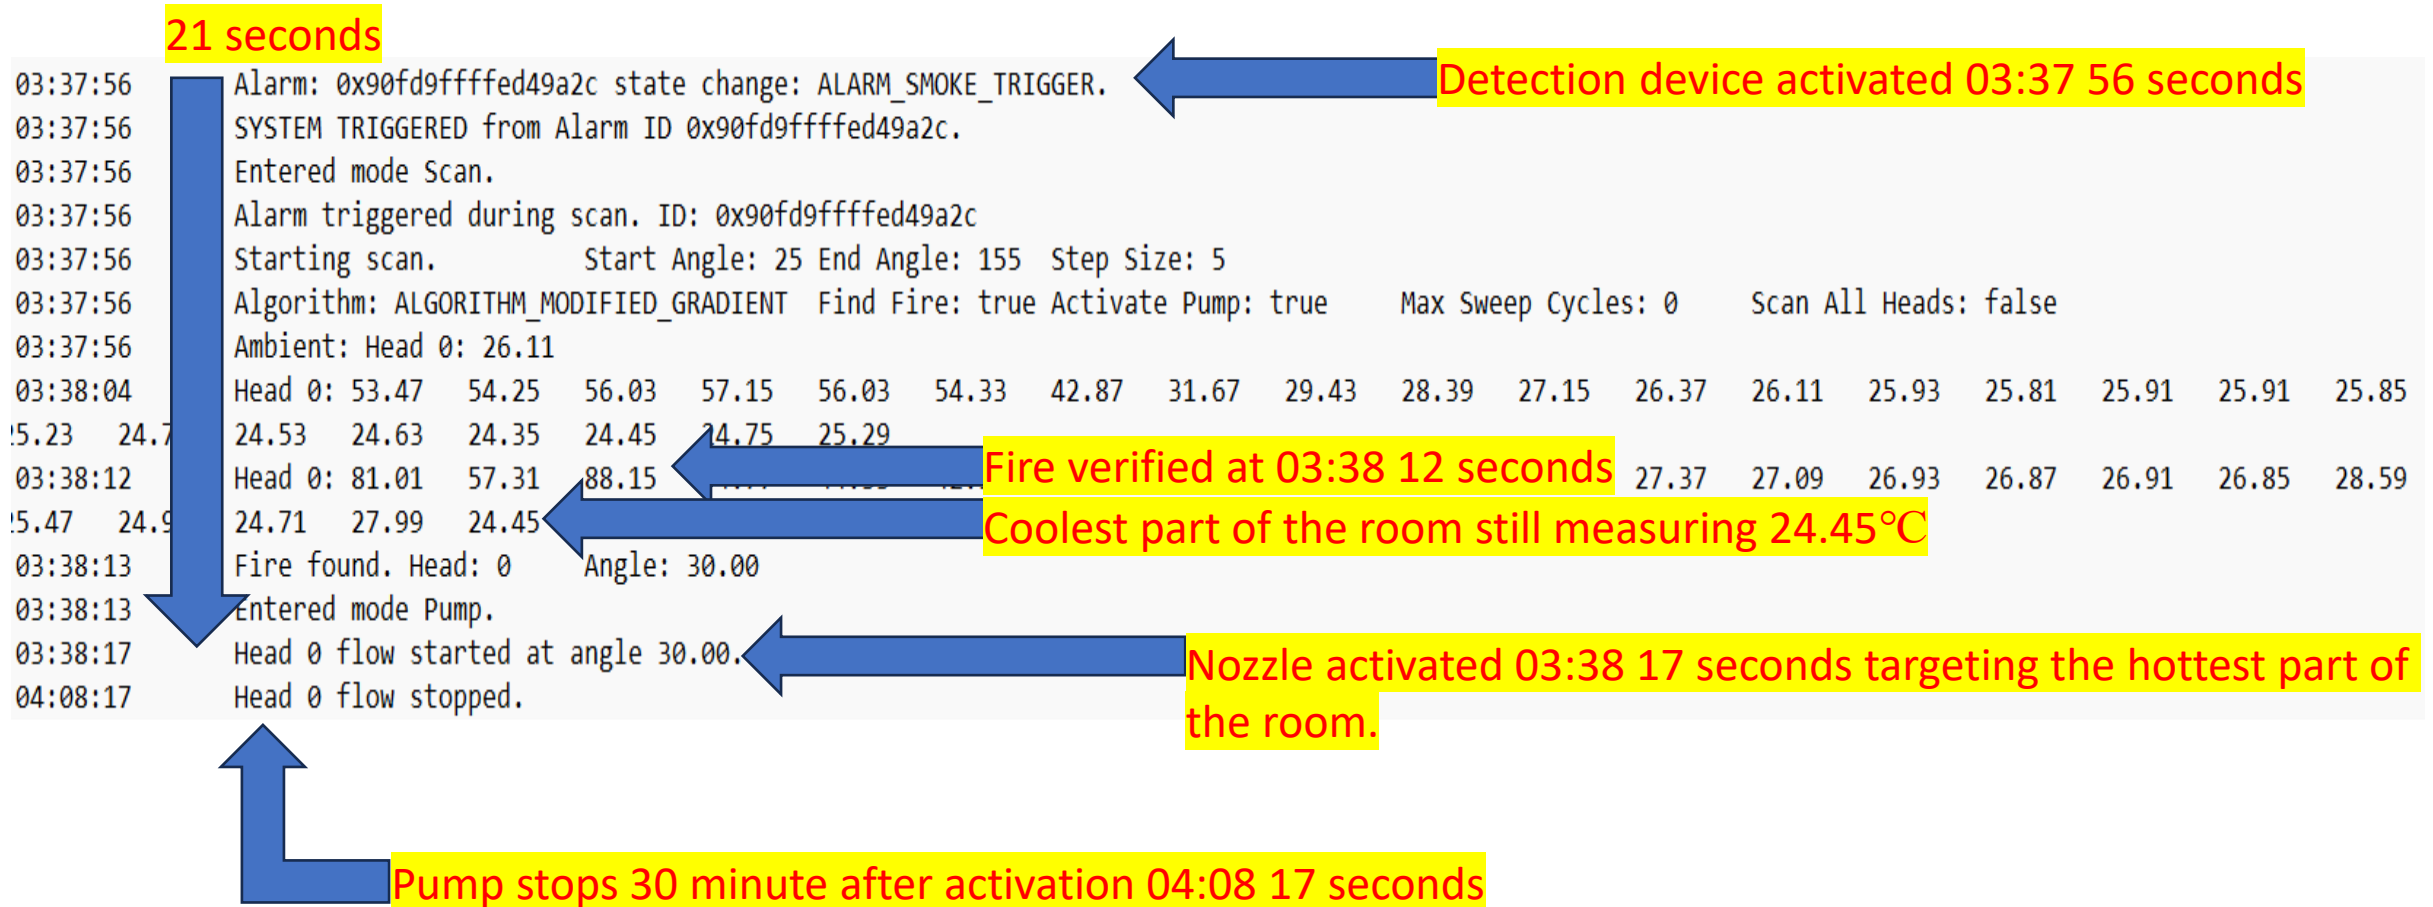 21 seconds
03:37:56 Alarm: 0x90fd9ffffed49a2c state change: ALARM_SMOKE_TRIGGER.
Detection device activated 03:37 56 seconds
03:37:56 SYSTEM TRIGGERED from Alarm ID 0x90fd9ffffed49a2c.
03:37:56 Entered mode Scan.
03:37:56 Alarm triggered during scan. ID: 0x90fd9ffffed49a2c
03:37:56 Starting scan. Start Angle: 25 End Angle: 155 Step Size: 5
03:37:56 Algorithm: ALGORITHM_MODIFIED_GRADIENT Find Fire: true Activate Pump: true Max Sweep Cycles: 0 Scan All Heads: false
03:37:56 Ambient: Head 0: 26.11
03:38:04 Head 0: 53.47 54.25 56.03 57.15 56.03 54.33 42.87 31.67 29.43 28.39 27.15 26.37 26.11 25.93 25.81 25.91 25.91 25.85
5.23 24.7 24.53 24.63 24.35 24.45 24.75 25.29
Fire verified at 03:38 12 seconds
03:38:12 Head 0: 81.01 57.31 88.15 27.37 27.09 26.93 26.87 26.91 26.85 28.59
5.47 24.9 24.71 27.99 24.45
Coolest part of the room still measuring 24.45℃
03:38:13 Fire found. Head: 0 Angle: 30.00
03:38:13 Entered mode Pump.
03:38:17 Head 0 flow started at angle 30.00.
Nozzle activated 03:38 17 seconds targeting the hottest part of
the room.
04:08:17 Head 0 flow stopped.
Pump stops 30 minute after activation 04:08 17 seconds